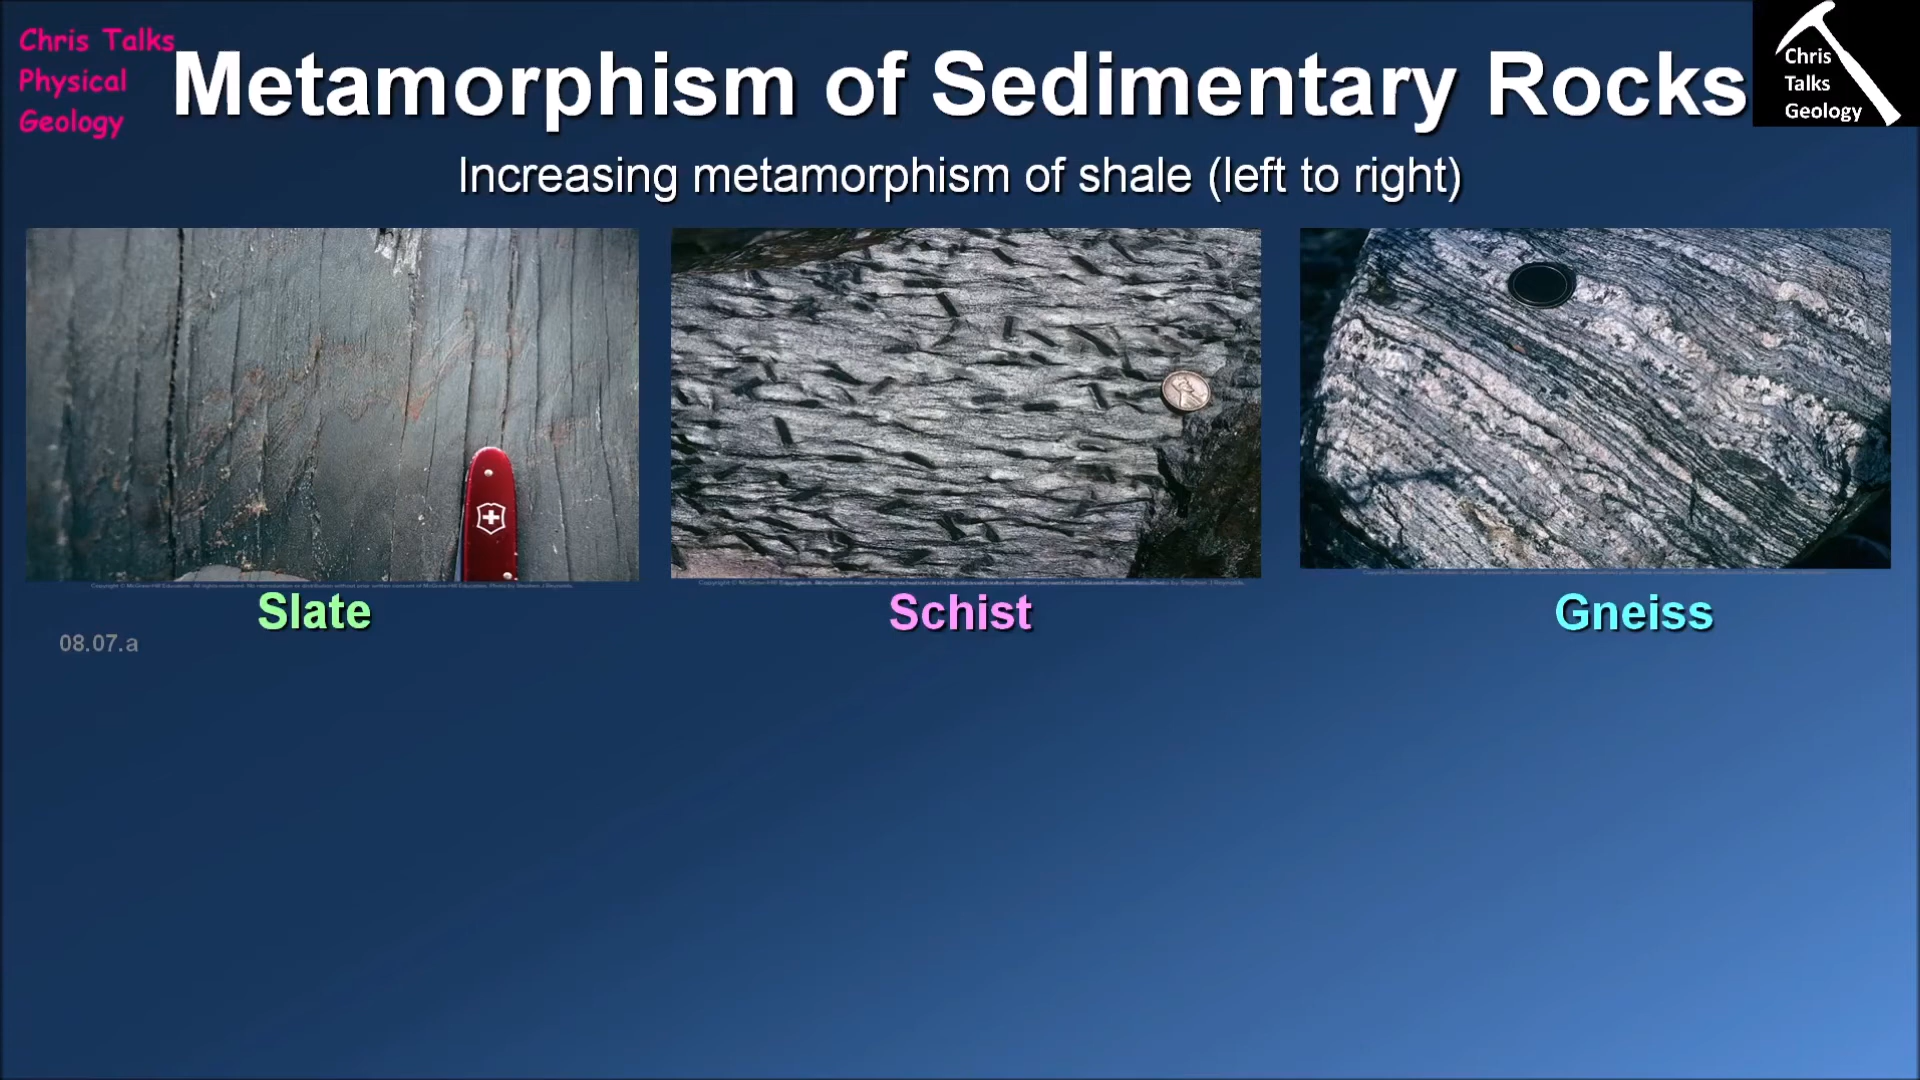 Chris Talks
Physical
Geology
Metamorphism of Sedimentary Rocks
Chris
Talks
Geology
Increasing metamorphism of shale (left to right)
Slate
Schist
Gneiss
08.07.a